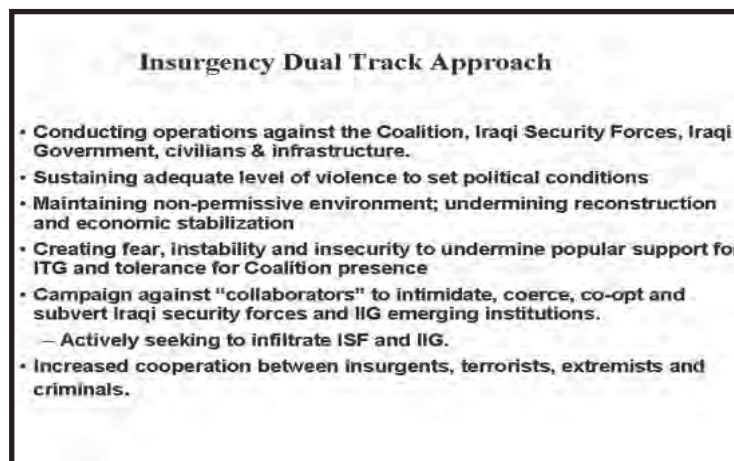 Insurgency Dual Track Approach
• Conducting operations against the Coalition, Iraqi Security Forces, Iraqi
Government, civilians & infrastructure.
• Sustaining adequate level of violence to set political conditions
• Maintaining non-permissive environment; undermining reconstruction
and economic stabilization
• Creating fear, instability and insecurity to undermine popular support for
ITG and tolerance for Coalition presence
• Campaign against “collaborators” to intimidate, coerce, co-opt and
subvert Iraqi security forces and IIG emerging institutions.
– Actively seeking to infiltrate ISF and IIG.
• Increased cooperation between insurgents, terrorists, extremists and
criminals.